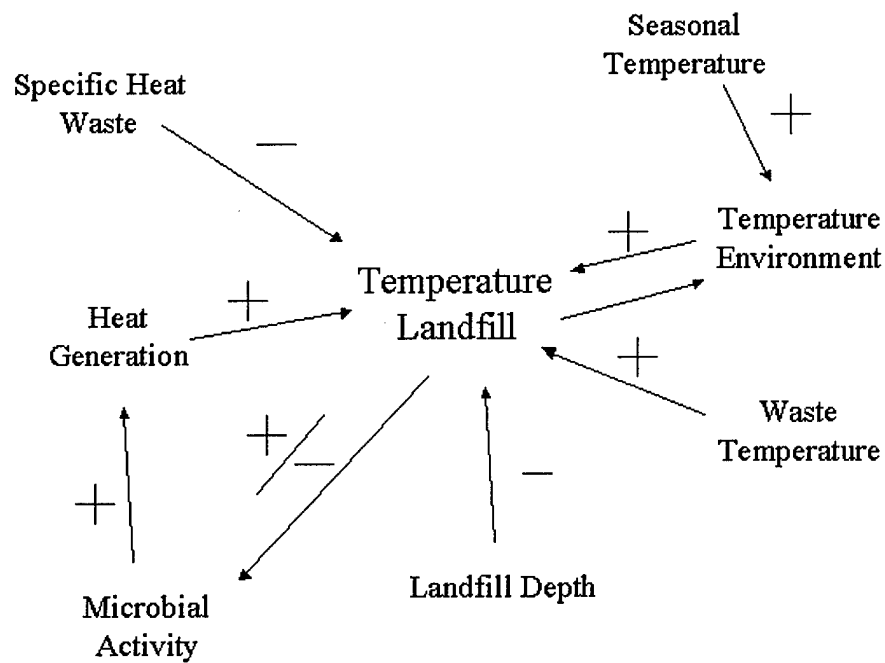 Seasonal
Temperature
Specific Heat
Waste
−
+
Temperature
Environment
+
Temperature
Landfill
+
Heat
Generation
+
Waste
Temperature
+/−
−
+
Landfill Depth
Microbial
Activity